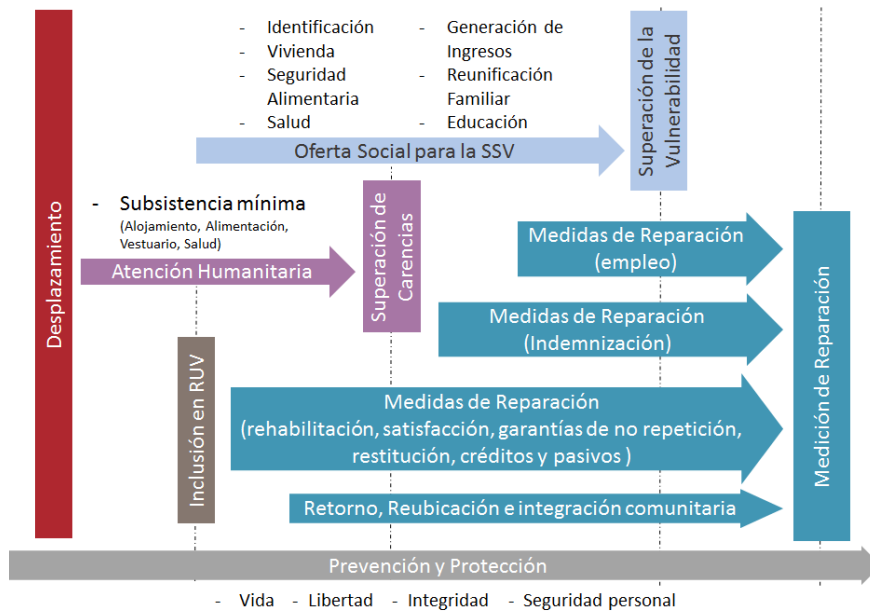 - Identificación
- Vivienda
- Seguridad
Alimentaria
- Salud
- Generación de
Ingresos
- Reunificación
Familiar
- Educación
Oferta Social para la SSV
Superación de la
Vulnerabilidad
Desplazamiento
- Subsistencia mínima
(Alojamiento, Alimentación,
Vestuario, Salud)
Atención Humanitaria
Superación de
Carencias
Inclusión en RUV
Medidas de Reparación
(empleo)
Medidas de Reparación
(Indemnización)
Medidas de Reparación
(rehabilitación, satisfacción, garantías de no repetición,
restitución, créditos y pasivos )
Retorno, Reubicación e integración comunitaria
Medición de Reparación
Prevención y Protección
- Vida - Libertad - Integridad - Seguridad personal